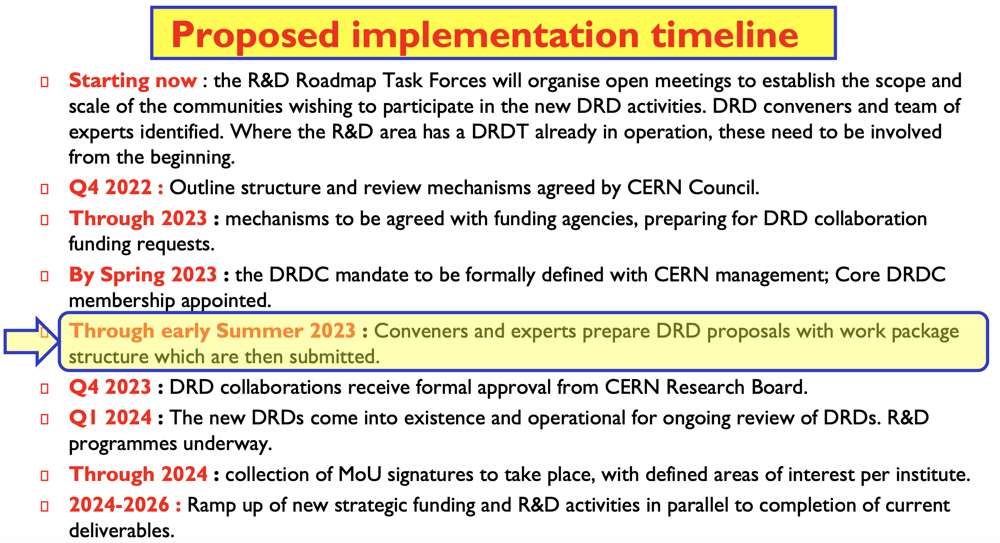 Proposed implementation timeline
Starting now : the R&D Roadmap Task Forces will organise open meetings to establish the scope and
scale of the communities wishing to participate in the new DRD activities. DRD conveners and team of
experts identified. Where the R&D area has a DRDT already in operation, these need to be involved
from the beginning.
Q4 2022 : Outline structure and review mechanisms agreed by CERN Council.
Through 2023 : mechanisms to be agreed with funding agencies, preparing for DRD collaboration
funding requests.
By Spring 2023 : the DRDC mandate to be formally defined with CERN management; Core DRDC
membership appointed.
Through early Summer 2023 : Conveners and experts prepare DRD proposals with work package
structure which are then submitted.
Q4 2023 : DRD collaborations receive formal approval from CERN Research Board.
Q1 2024 : The new DRDs come into existence and operational for ongoing review of DRDs. R&D
programmes underway.
Through 2024 : collection of MoU signatures to take place, with defined areas of interest per institute.
2024-2026 : Ramp up of new strategic funding and R&D activities in parallel to completion of current
deliverables.